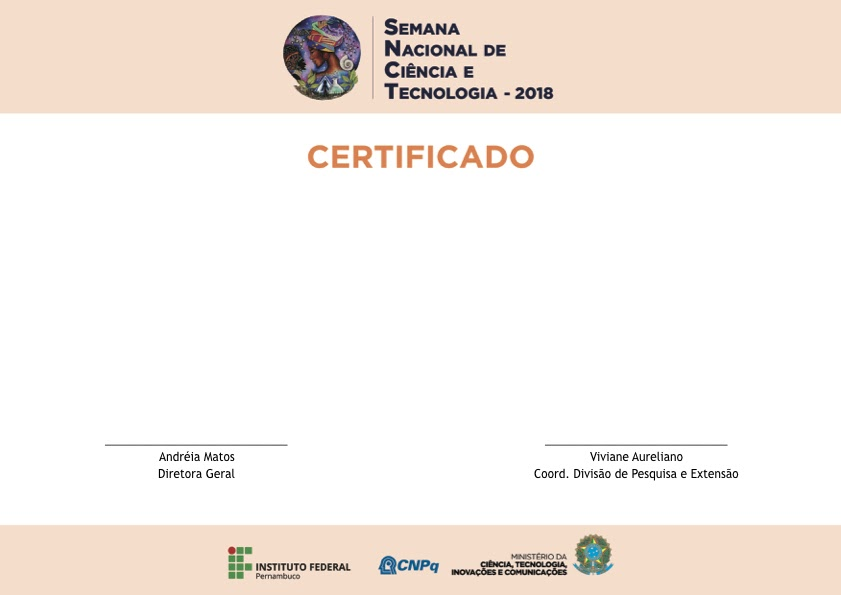 SEMANA
NACIONAL DE
CIÊNCIA E
TECNOLOGIA - 2018
CERTIFICADO
Andréia Matos
Diretora Geral
Viviane Aureliano
Coord. Divisão de Pesquisa e Extensão
INSTITUTO FEDERAL
Pernambuco
CNPq
MINISTÉRIO DA
CIÊNCIA, TECNOLOGIA,
INOVAÇÕES E COMUNICAÇÕES